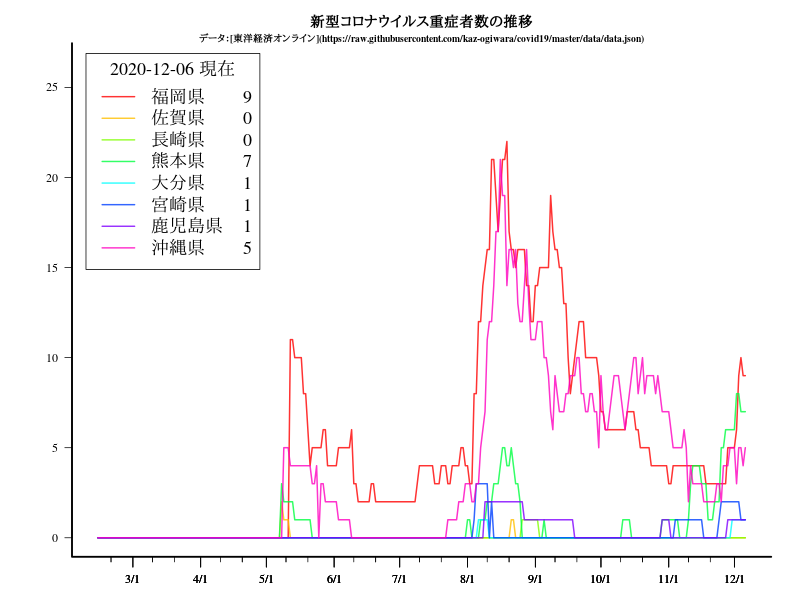 新型コロナウイルス重症者数の推移
データ:[東洋経済オンライン](https://raw.githubusercontent.com/kaz-ogiwara/covid19/master/data/data.json)
2020-12-06 現在
福岡県 9
佐賀県 0
長崎県 0
熊本県 7
大分県 1
宮崎県 1
鹿児島県 1
沖縄県 5
25
20
15
10
5
0
3/1 4/1 5/1 6/1 7/1 8/1 9/1 10/1 11/1 12/1